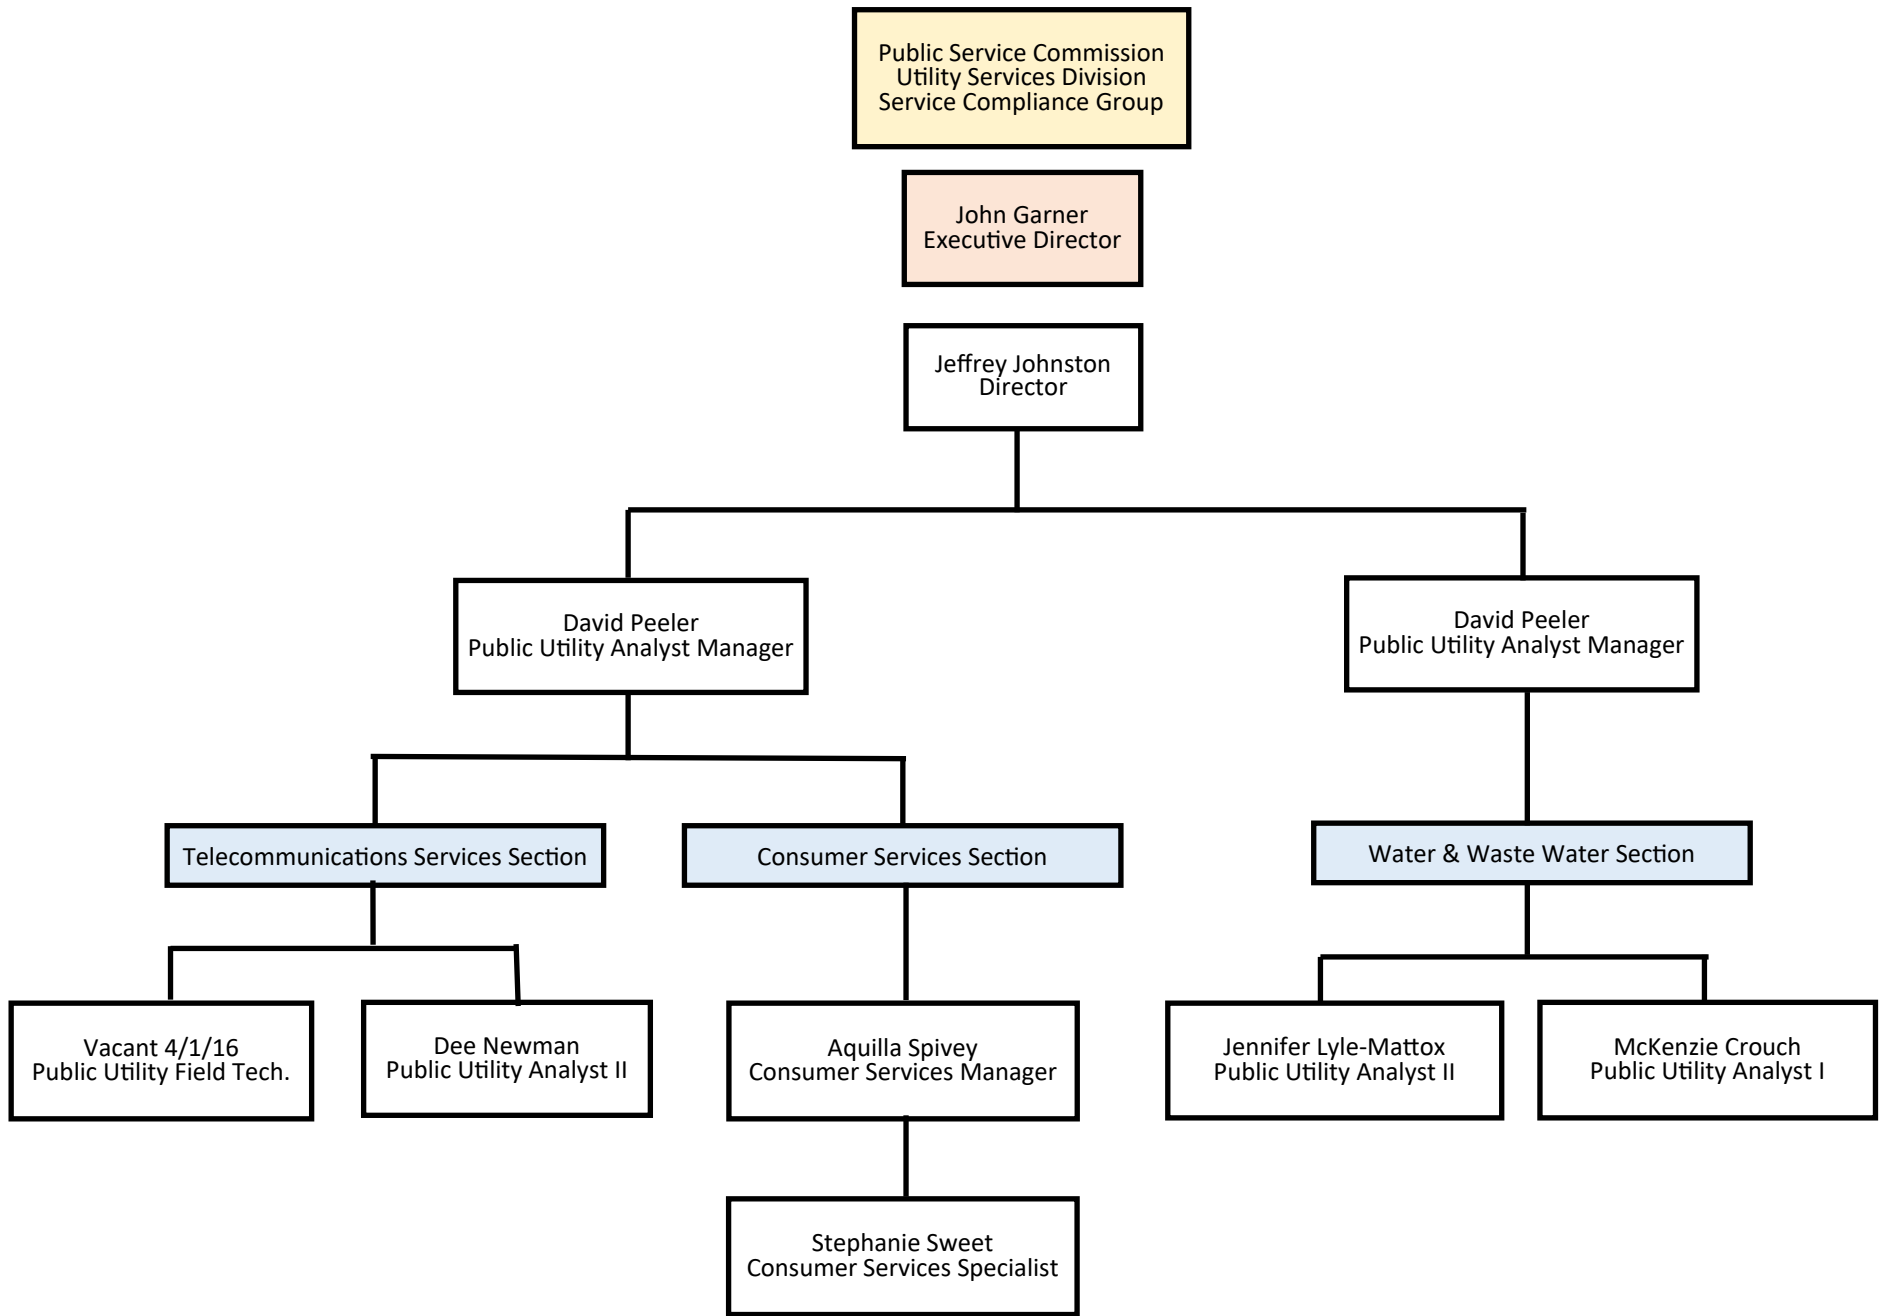 Public Service Commission
Utility Services Division
Service Compliance Group
John Garner
Executive Director
Jeffrey Johnston
Director
David Peeler
Public Utility Analyst Manager
David Peeler
Public Utility Analyst Manager
Telecommunications Services Section
Consumer Services Section
Water & Waste Water Section
Vacant 4/1/16
Public Utility Field Tech.
Dee Newman
Public Utility Analyst II
Aquilla Spivey
Consumer Services Manager
Jennifer Lyle-Mattox
Public Utility Analyst II
McKenzie Crouch
Public Utility Analyst I
Stephanie Sweet
Consumer Services Specialist